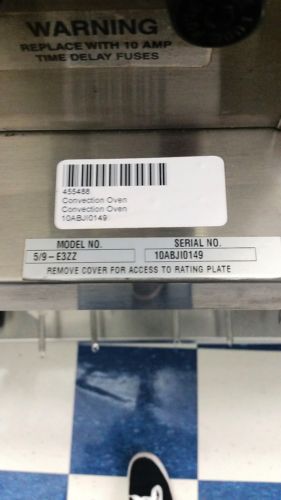 WARNING
REPLACE WITH 10 AMP
TIME DELAY FUSES
455488
Convection Oven
Convection Oven
10ABJI0149
MODEL NO. SERIAL NO.
5/9-E3ZZ 10ABJI0149
REMOVE COVER FOR ACCESS TO RATING PLATE